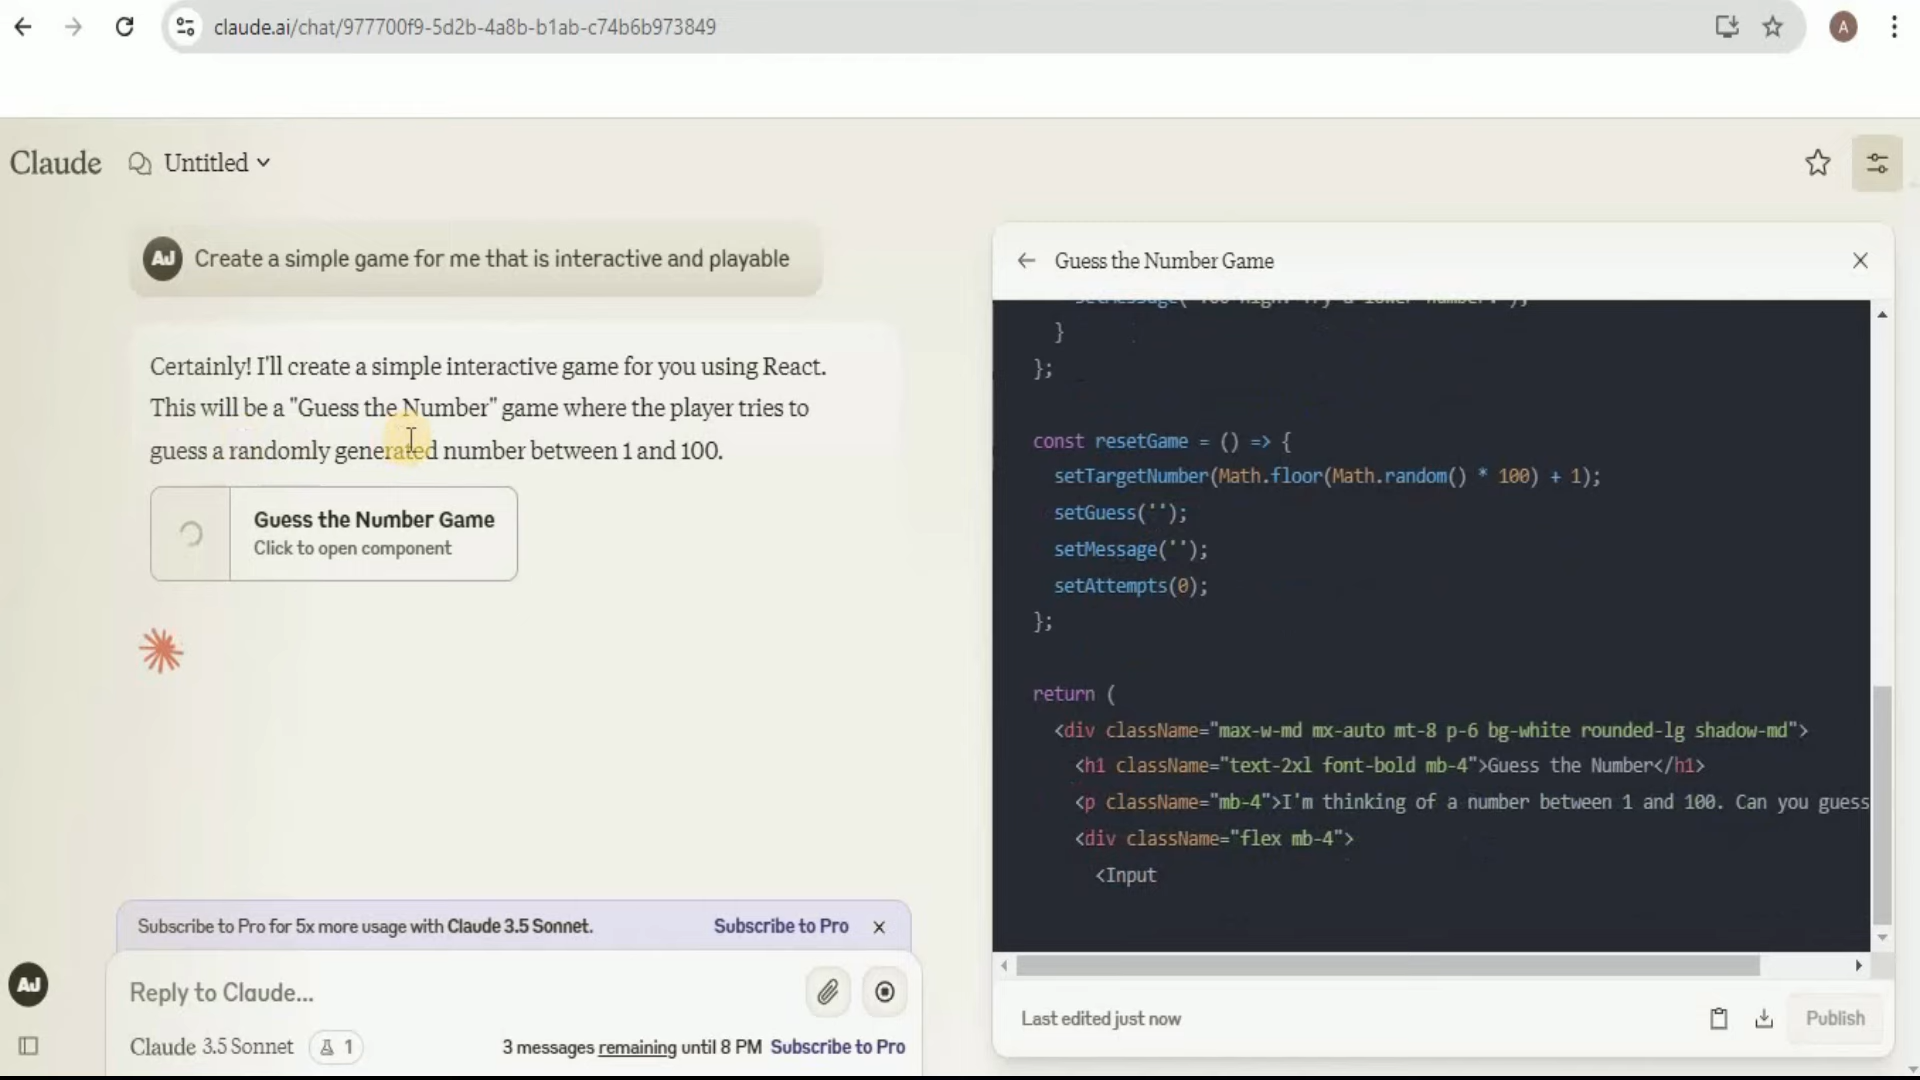 claude.ai/chat/977700f9-5d2b-4a8b-b1ab-c74b6b973849
A
Claude
Untitled
AJ
Create a simple game for me that is interactive and playable
Certainly! I'll create a simple interactive game for you using React.
This will be a "Guess the Number" game where the player tries to
guess a randomly generated number between 1 and 100.
Guess the Number Game
Click to open component
Subscribe to Pro for 5x more usage with Claude 3.5 Sonnet.
Subscribe to Pro
AJ
Reply to Claude...
Claude 3.5 Sonnet
1
3 messages remaining until 8 PM
Subscribe to Pro
Guess the Number Game
}
};
const resetGame = () => {
setTargetNumber(Math.floor(Math.random() * 100) + 1);
setGuess('');
setMessage('');
setAttempts(0);
};
return (
<div className="max-w-md mx-auto mt-8 p-6 bg-white rounded-lg shadow-md">
<h1 className="text-2xl font-bold mb-4">Guess the Number</h1>
<p className="mb-4">I'm thinking of a number between 1 and 100. Can you guess
<div className="flex mb-4">
<Input
Last edited just now
Publish